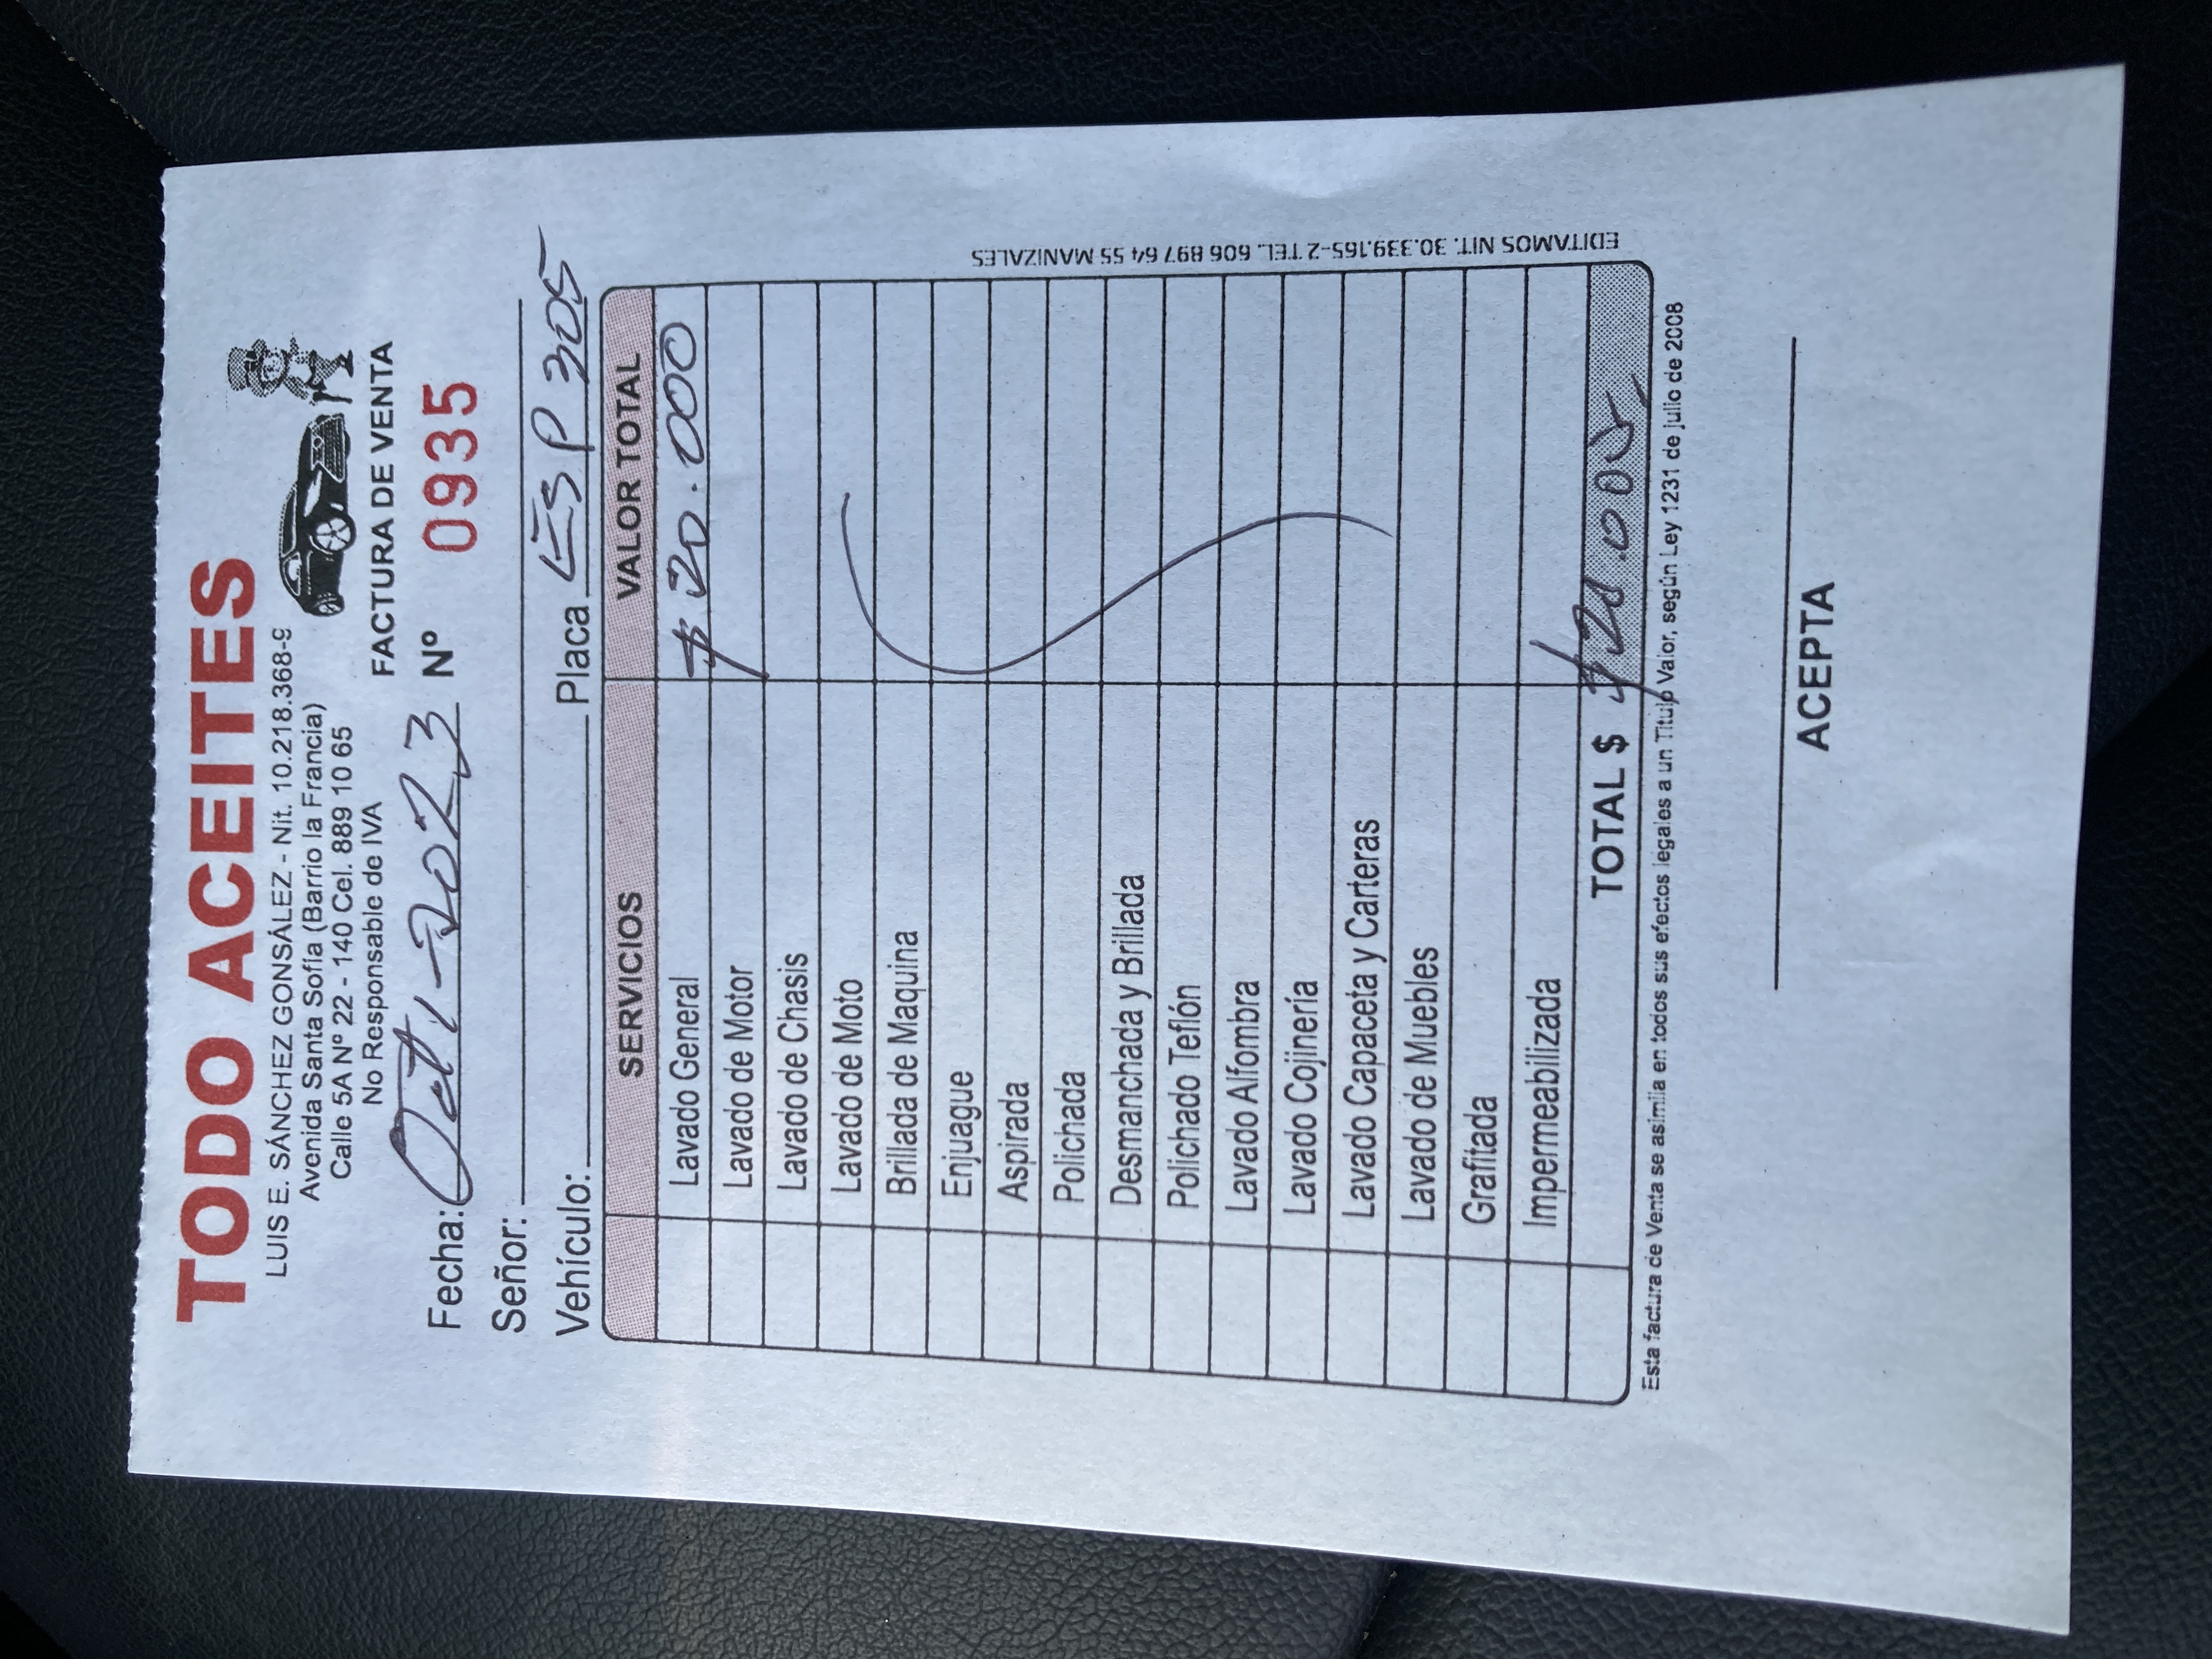 TODO ACEITES
LUIS E. SÁNCHEZ GONSÁLEZ - Nit. 10.218.368-9
Avenida Santa Sofía (Barrio la Francia)
Calle 5A Nº 22 - 140 Cel. 889 10 65
No Responsable de IVA
FACTURA DE VENTA
Fecha: 2023 Nº 0935
Señor:
Vehículo: Placa ESP 305
SERVICIOS VALOR TOTAL
Lavado General $ 20.000
Lavado de Motor
Lavado de Chasis
Lavado de Moto
Brillada de Maquina
Enjuague
Aspirada
Polichada
Desmanchada y Brillada
Polichado Teflón
Lavado Alfombra
Lavado Cojinería
Lavado Capaceta y Carteras
Lavado de Muebles
Grafitada
Impermeabilizada
TOTAL $ $ 20.000
Esta factura de Venta se asimila en todos sus efectos legales a un Titulo Valor, según Ley 1231 de julio de 2008
EDITAMOS NIT. 30.339.165-2 TEL. 606 897 64 55 MANIZALES
ACEPTA